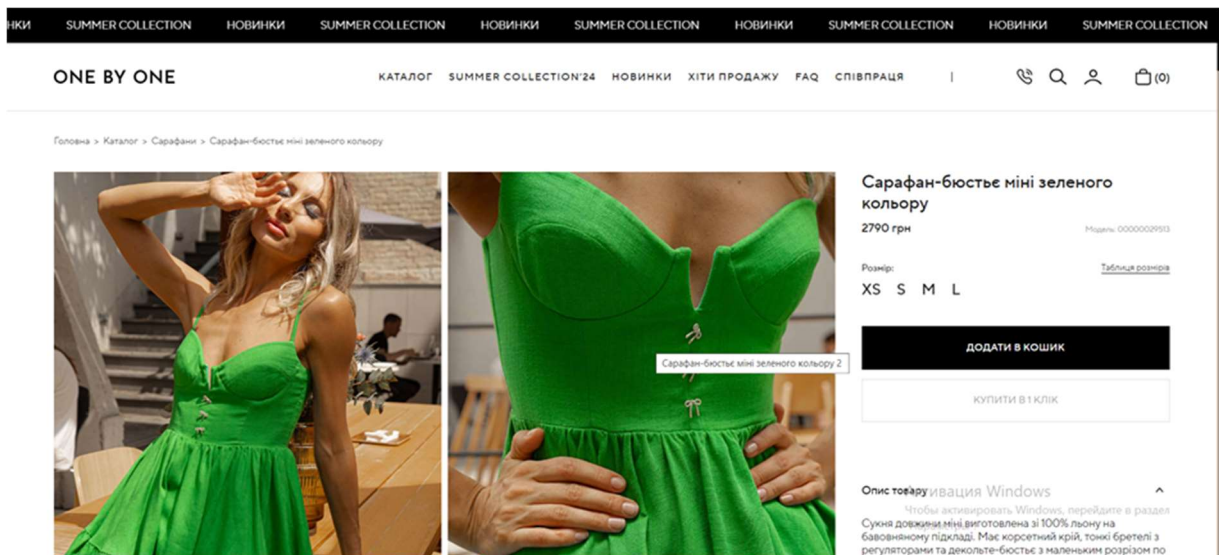 НКИ SUMMER COLLECTION НОВИНКИ SUMMER COLLECTION НОВИНКИ SUMMER COLLECTION НОВИНКИ SUMMER COLLECTION НОВИНКИ SUMMER COLLECTION
ONE BY ONE КАТАЛОГ SUMMER COLLECTION'24 НОВИНКИ ХІТИ ПРОДАЖУ FAQ СПІВПРАЦЯ | (0)
Головна > Каталог > Сарафани > Сарафан-бюстьє міні зеленого кольору
Сарафан-бюстьє міні зеленого
кольору
2790 грн Модель: 00000029513
Розмір: Таблиця розмірів
XS S M L
ДОДАТИ В КОШИК
Сарафан-бюстьє міні зеленого кольору 2
КУПИТИ В 1 КЛІК
Опис товару
Активация Windows
Чтобы активировать Windows, перейдите в раздел
Сукня довжини міні виготовлена зі 100% льону на
бавовняному підкладі. Має корсетний крій, тонкі бретелі з
регуляторами та декольте-бюстьє з маленьким розрізом по